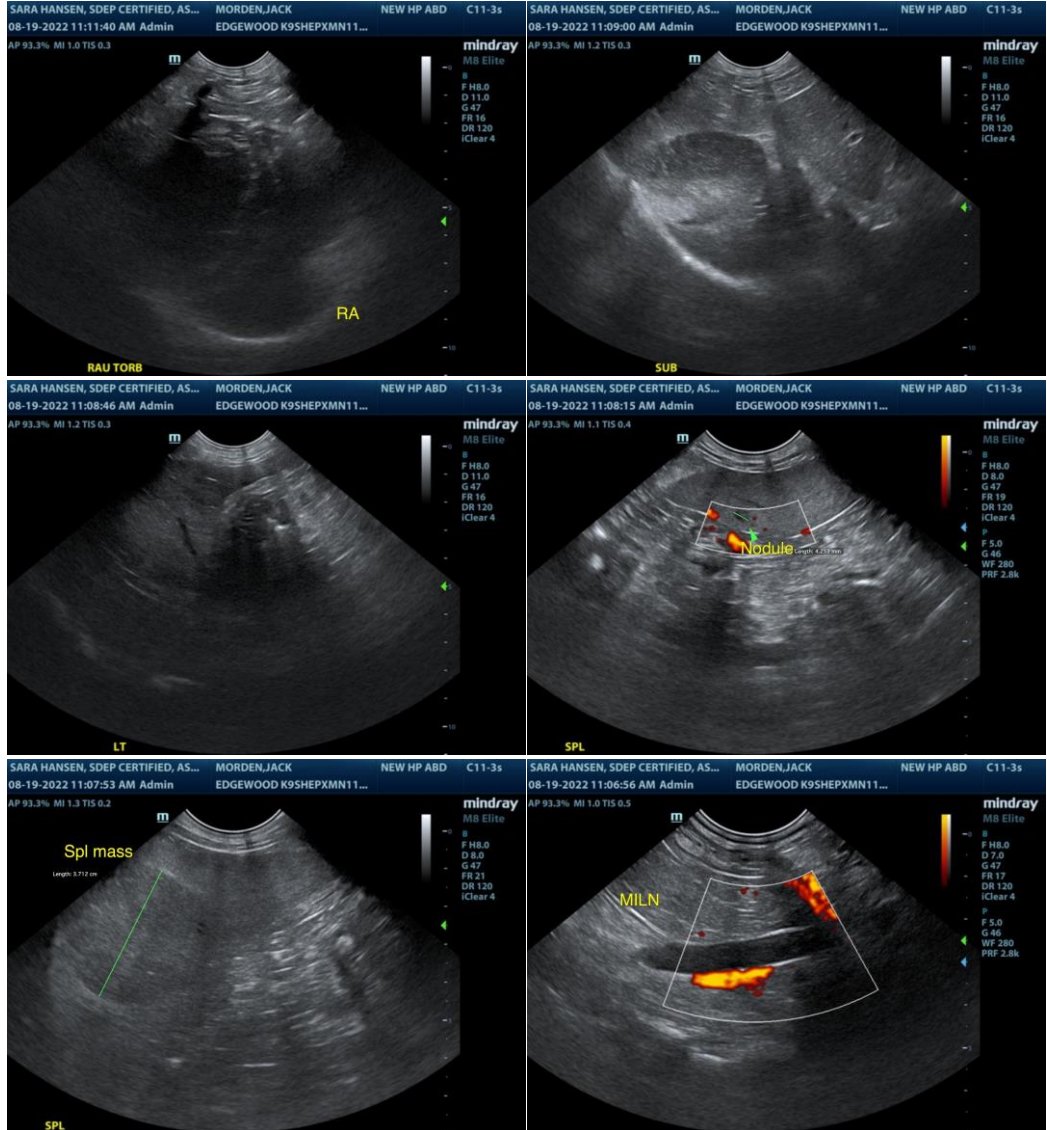 SARA HANSEN, SDEP CERTIFIED, AS... MORDEN,JACK NEW HP ABD C11-3s
08-19-2022 11:11:40 AM Admin EDGEWOOD K9SHEPXMN11...
AP 93.3% MI 1.0 TIS 0.3
mindray
M8 Elite
m
B
F H8.0
D 11.0
G 47
FR 16
DR 120
iClear 4
0
5
10
RA
RAU TORB
SARA HANSEN, SDEP CERTIFIED, AS... MORDEN,JACK NEW HP ABD C11-3s
08-19-2022 11:09:00 AM Admin EDGEWOOD K9SHEPXMN11...
AP 93.3% MI 1.2 TIS 0.3
mindray
M8 Elite
m
B
F H8.0
D 11.0
G 47
FR 16
DR 120
iClear 4
0
5
10
SUB
SARA HANSEN, SDEP CERTIFIED, AS... MORDEN,JACK NEW HP ABD C11-3s
08-19-2022 11:08:46 AM Admin EDGEWOOD K9SHEPXMN11...
AP 93.3% MI 1.2 TIS 0.3
mindray
M8 Elite
m
B
F H8.0
D 11.0
G 47
FR 16
DR 120
iClear 4
0
5
10
LT
SARA HANSEN, SDEP CERTIFIED, AS... MORDEN,JACK NEW HP ABD C11-3s
08-19-2022 11:08:15 AM Admin EDGEWOOD K9SHEPXMN11...
AP 93.3% MI 1.1 TIS 0.4
mindray
M8 Elite
m
B
F H8.0
D 8.0
G 47
FR 19
DR 120
iClear 4
P
F 5.0
G 46
WF 280
PRF 2.8k
0
5
Nodule
SPL
SARA HANSEN, SDEP CERTIFIED, AS... MORDEN,JACK NEW HP ABD C11-3s
08-19-2022 11:07:53 AM Admin EDGEWOOD K9SHEPXMN11...
AP 93.3% MI 1.3 TIS 0.2
mindray
M8 Elite
m
B
F H8.0
D 8.0
G 47
FR 21
DR 120
iClear 4
0
5
Spl mass
Length: 3.712 cm
SPL
SARA HANSEN, SDEP CERTIFIED, AS... MORDEN,JACK NEW HP ABD C11-3s
08-19-2022 11:06:56 AM Admin EDGEWOOD K9SHEPXMN11...
AP 93.3% MI 1.0 TIS 0.5
mindray
M8 Elite
m
B
F H8.0
D 7.0
G 47
FR 17
DR 120
iClear 4
P
F 5.0
G 46
WF 280
PRF 2.8k
0
5
MILN